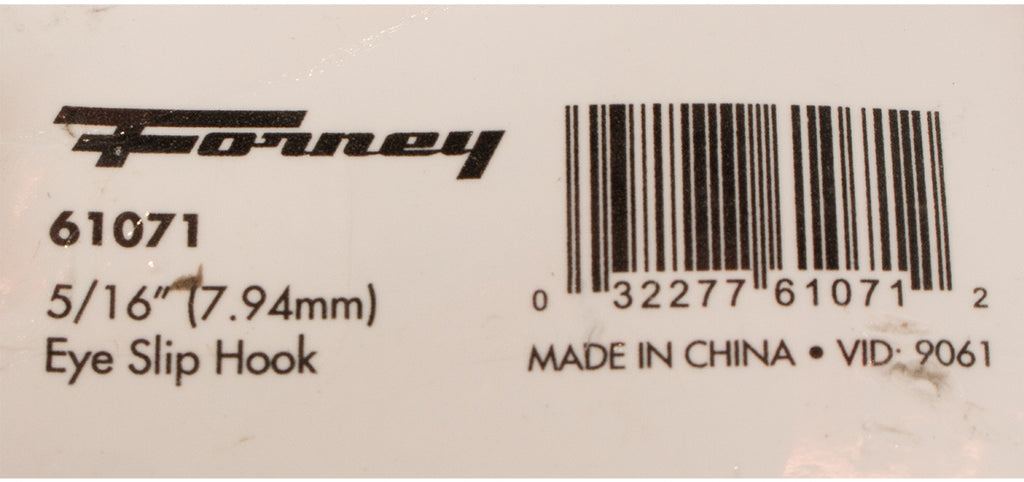 Forney
61071
5/16" (7.94mm)
Eye Slip Hook
0 32277 61071 2
MADE IN CHINA • VID: 9061